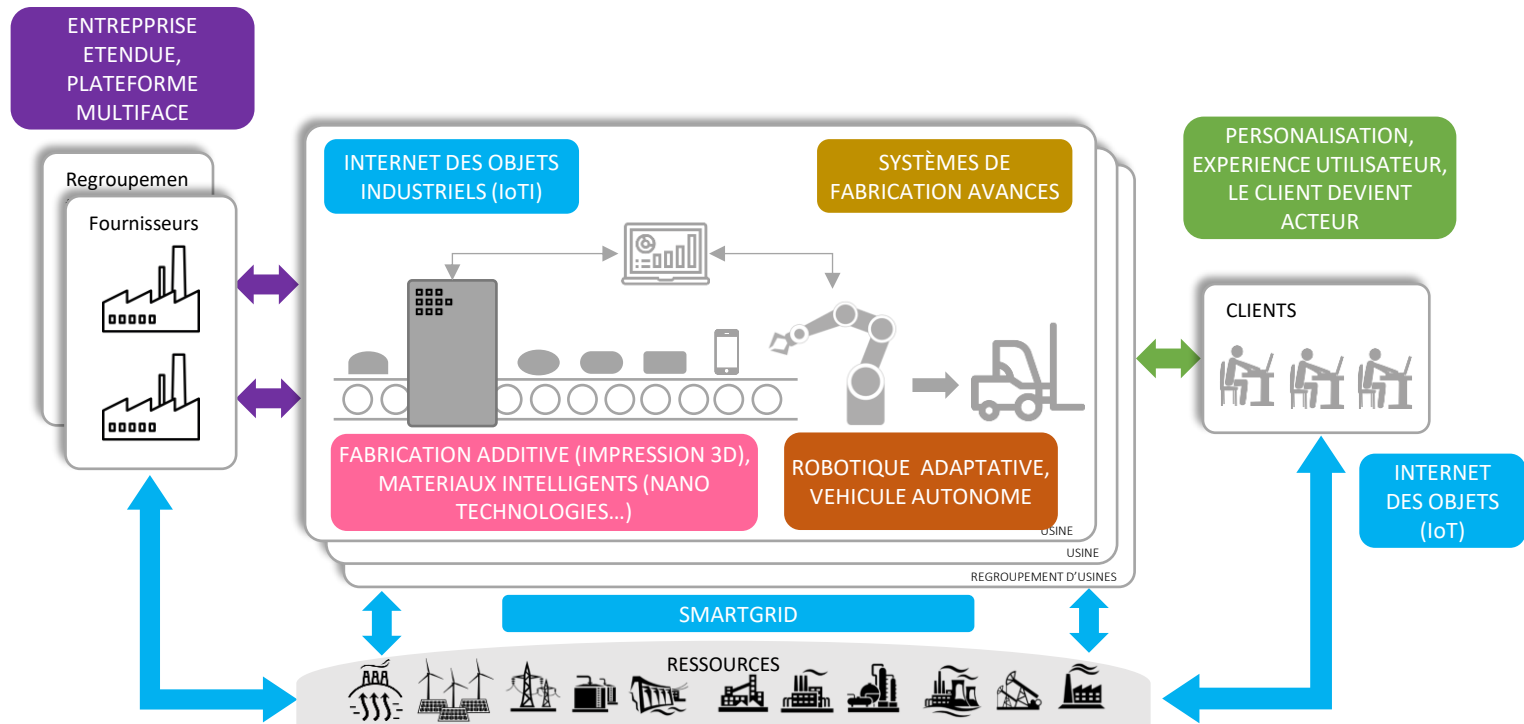 ENTREPPRISE
ETENDUE,
PLATEFORME
MULTIFACE
Regroupemen
Fournisseurs
INTERNET DES OBJETS
INDUSTRIELS (IoTI)
SYSTÈMES DE
FABRICATION AVANCES
PERSONALISATION,
EXPERIENCE UTILISATEUR,
LE CLIENT DEVIENT
ACTEUR
CLIENTS
FABRICATION ADDITIVE (IMPRESSION 3D),
MATERIAUX INTELLIGENTS (NANO
TECHNOLOGIES...)
ROBOTIQUE ADAPTATIVE,
VEHICULE AUTONOME
USINE
USINE
REGROUPEMENT D'USINES
INTERNET
DES OBJETS
(IoT)
SMARTGRID
RESSOURCES